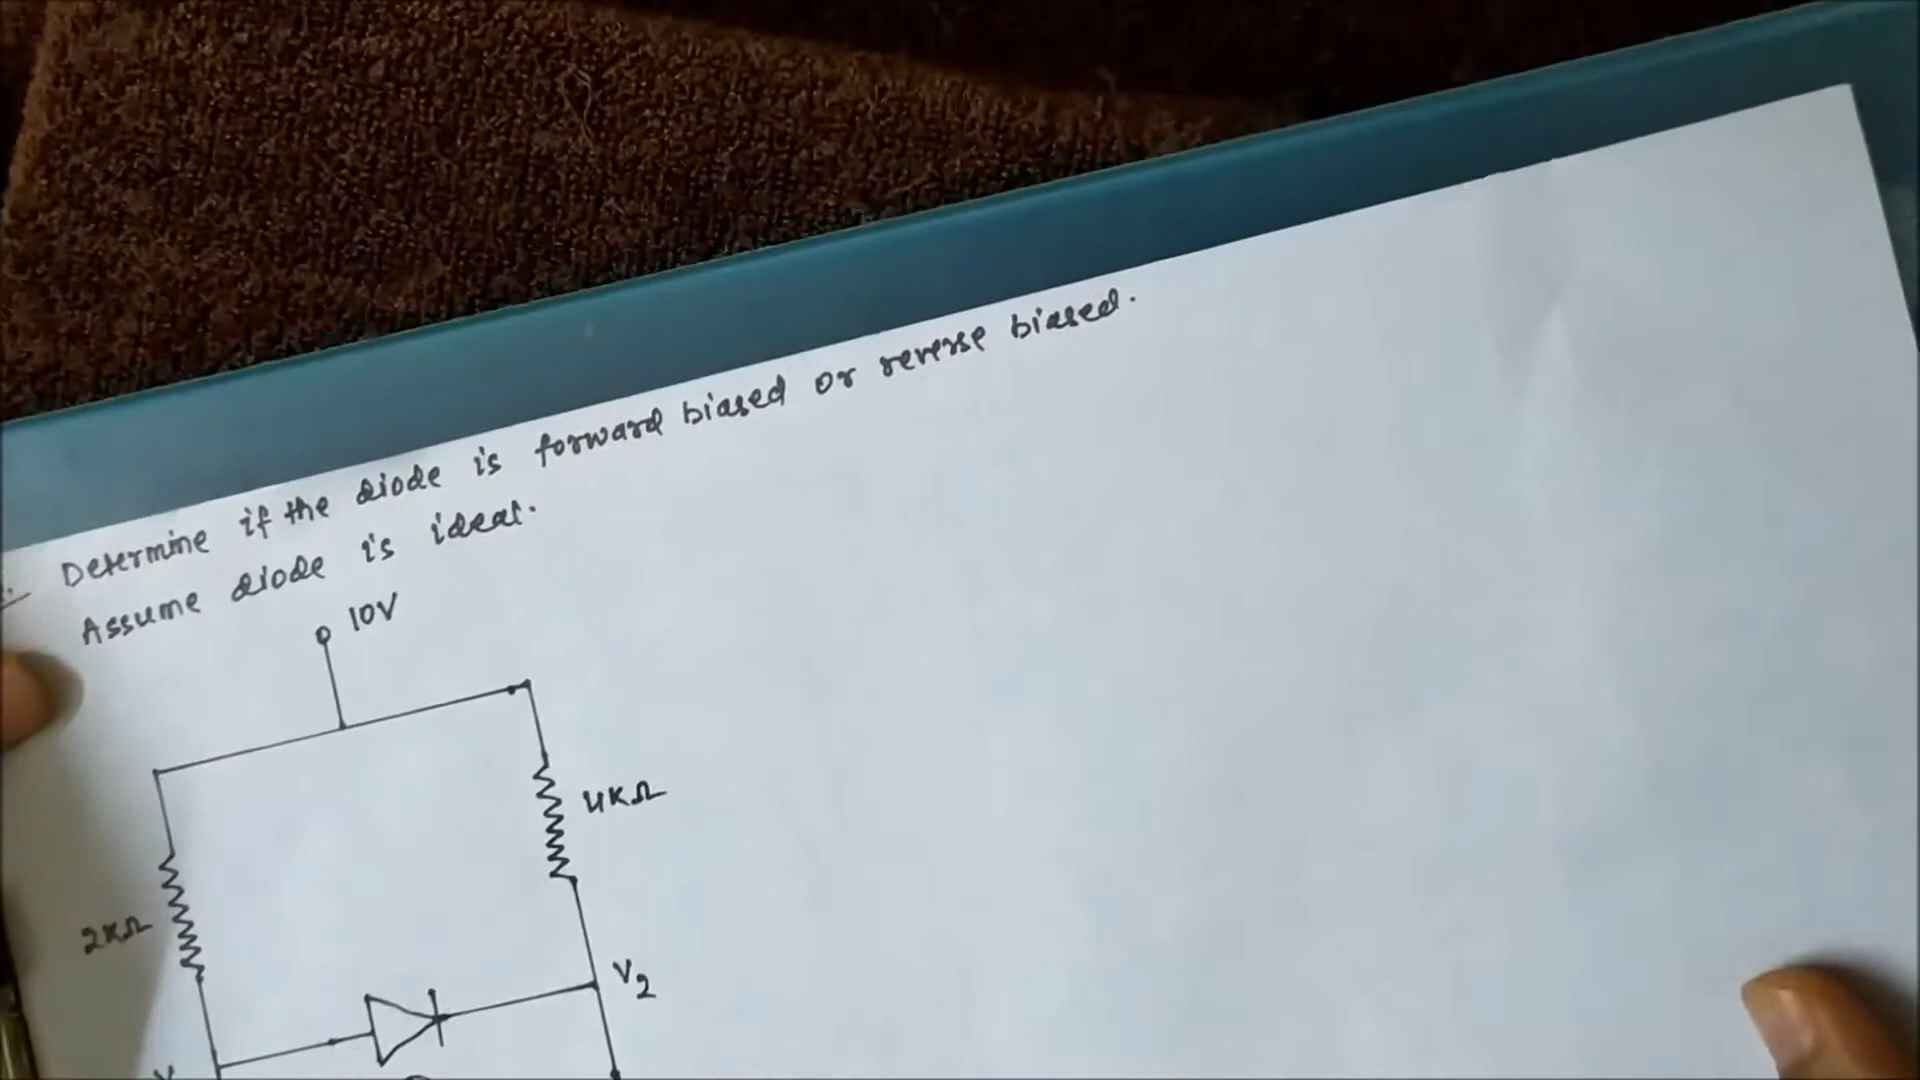 Determine if the diode is forward biased or reverse biased.
Assume diode is ideal.
10V
4KΩ
2KΩ
V2
V